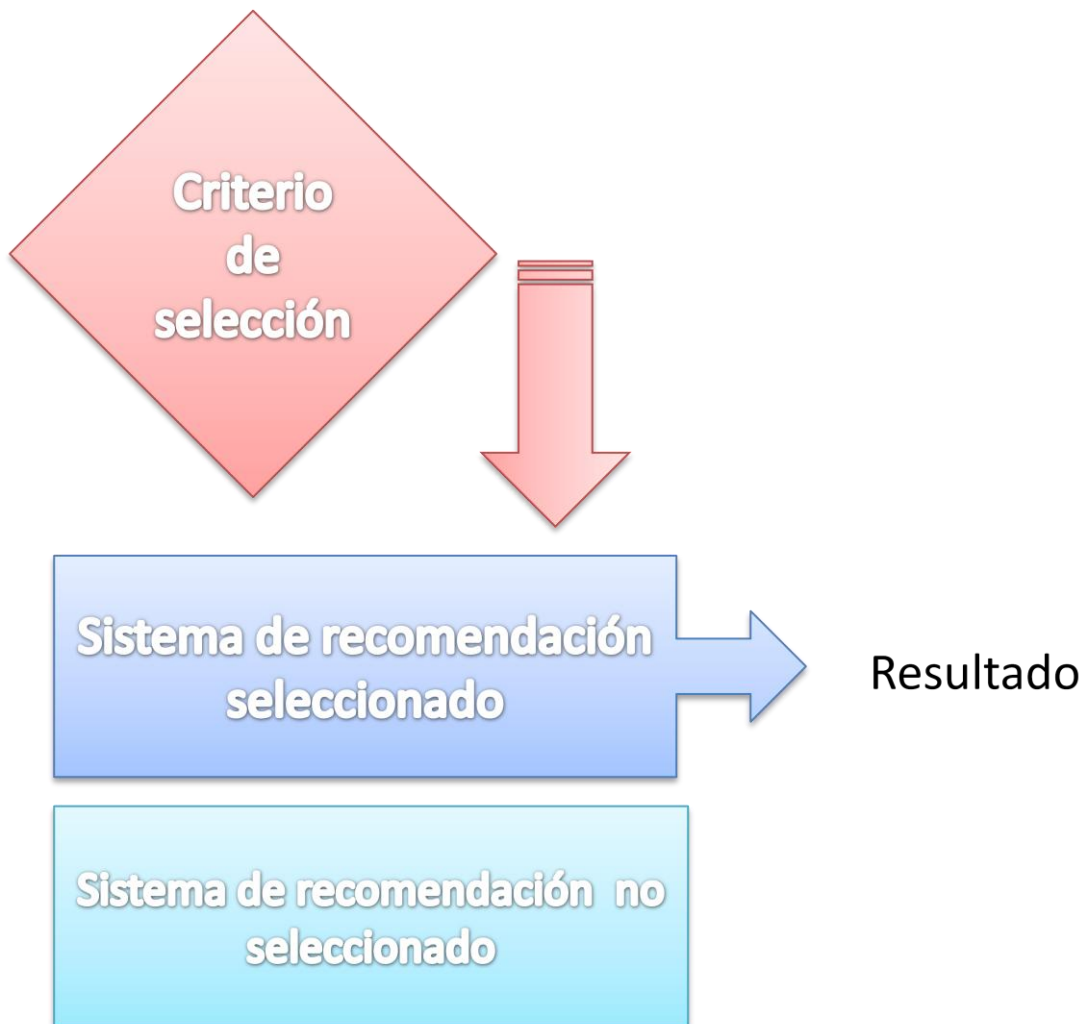 Criterio
de
selección
Sistema de recomendación
seleccionado
Resultado
Sistema de recomendación no
seleccionado